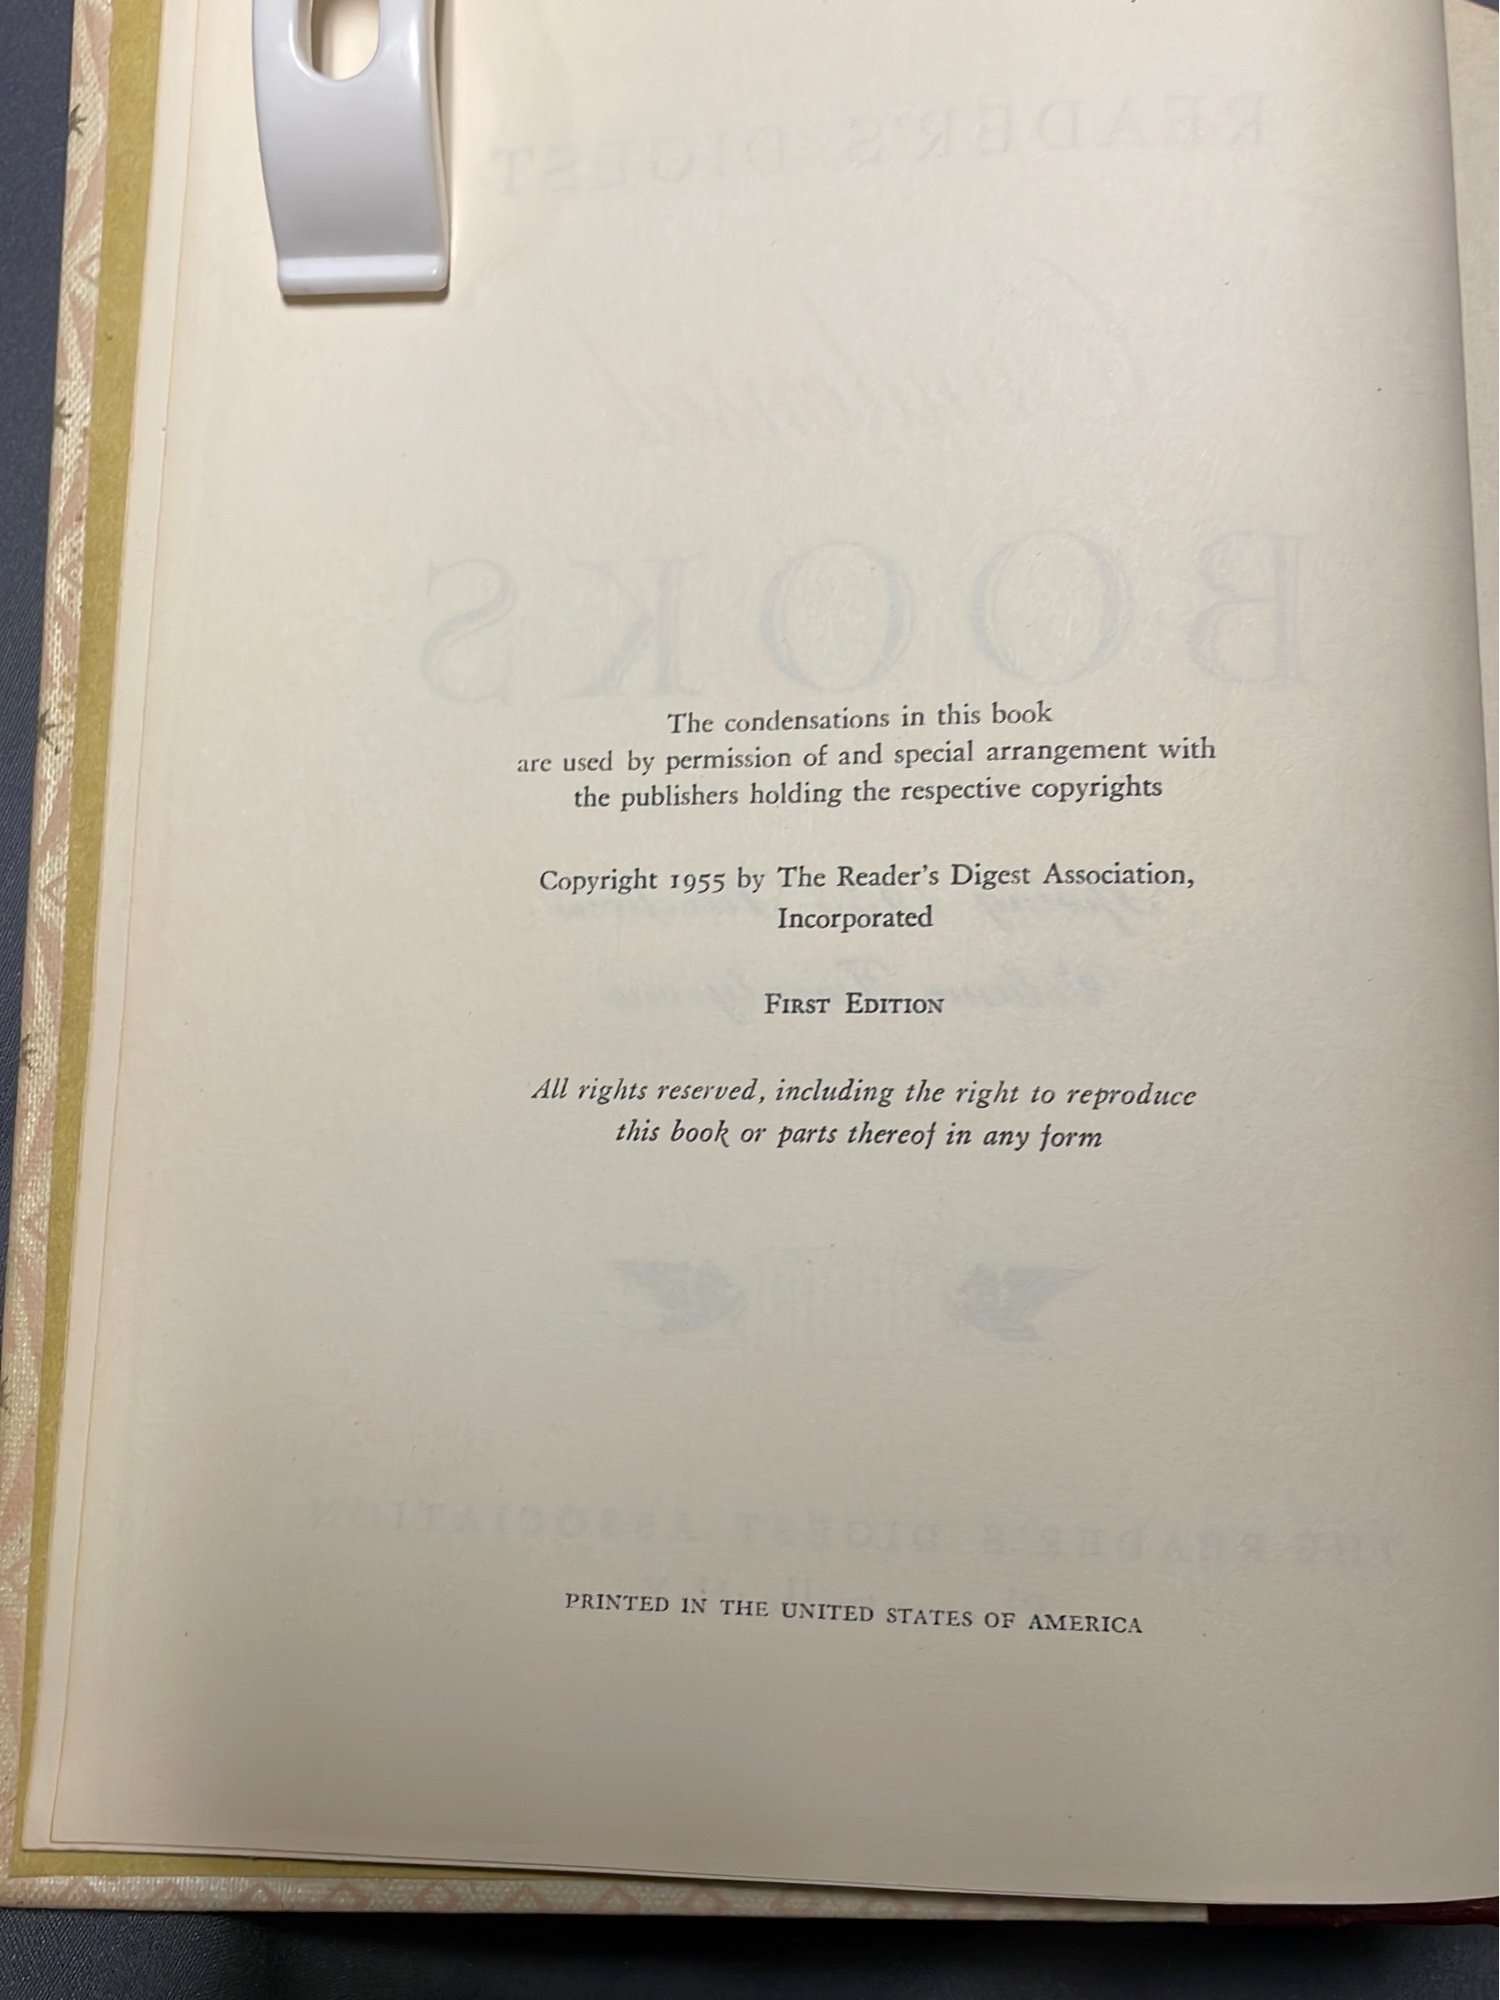 The condensations in this book
are used by permission of and special arrangement with
the publishers holding the respective copyrights
Copyright 1955 by The Reader's Digest Association,
Incorporated
FIRST EDITION
All rights reserved, including the right to reproduce
this book or parts thereof in any form
PRINTED IN THE UNITED STATES OF AMERICA